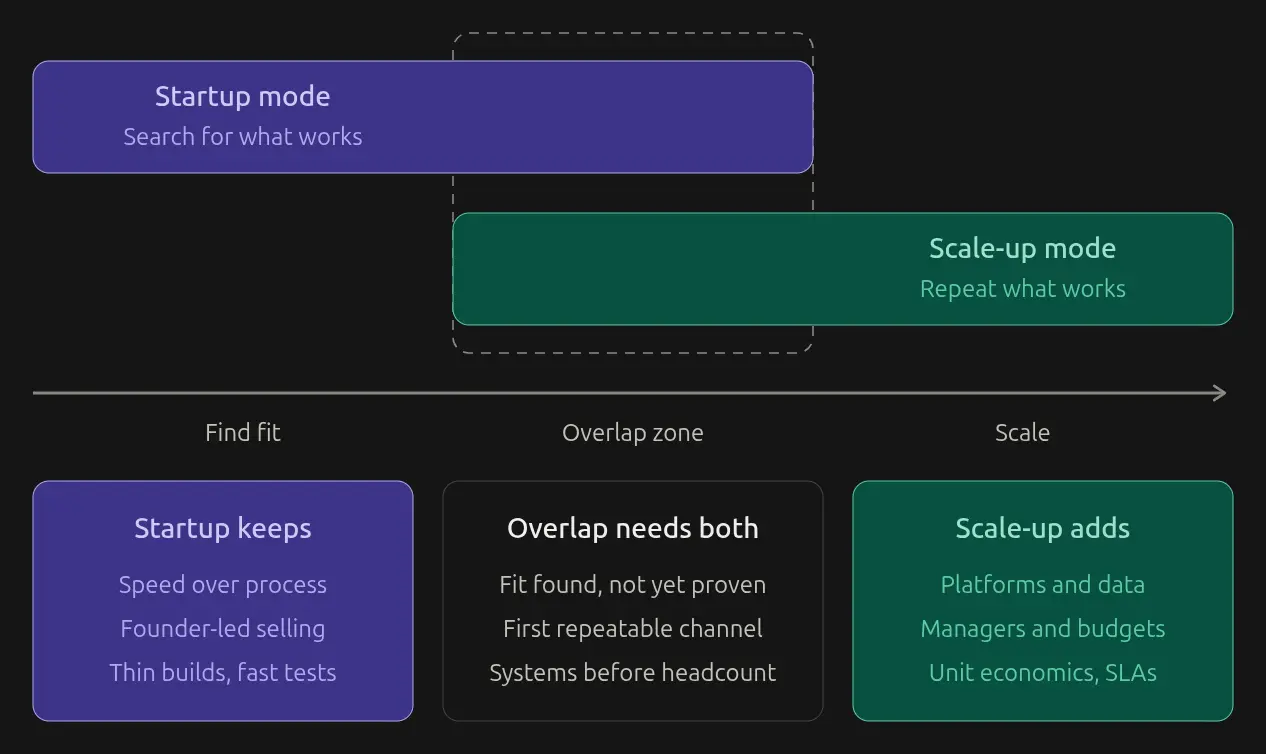 Startup mode
Search for what works
Scale-up mode
Repeat what works
Find fit
Overlap zone
Scale
Startup keeps
Speed over process
Founder-led selling
Thin builds, fast tests
Overlap needs both
Fit found, not yet proven
First repeatable channel
Systems before headcount
Scale-up adds
Platforms and data
Managers and budgets
Unit economics, SLAs